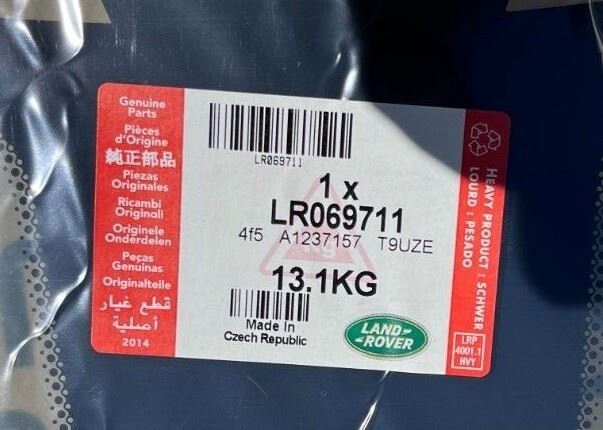 Genuine
Parts
Pièces
d'Origine
純正部品
Piezas
Originales
Ricambi
Originali
Originele
Onderdelen
Peças
Genuinas
Originalteile
قطع غيار
أصلية
2014
LR069711
1 x
LR069711
4f5 A1237157 T9UZE
13.1KG
Made In
Czech Republic
LAND-
-ROVER
HEAVY PRODUCT : SCHWER
LOURD : PESADO
LRP
4001.1
HVY